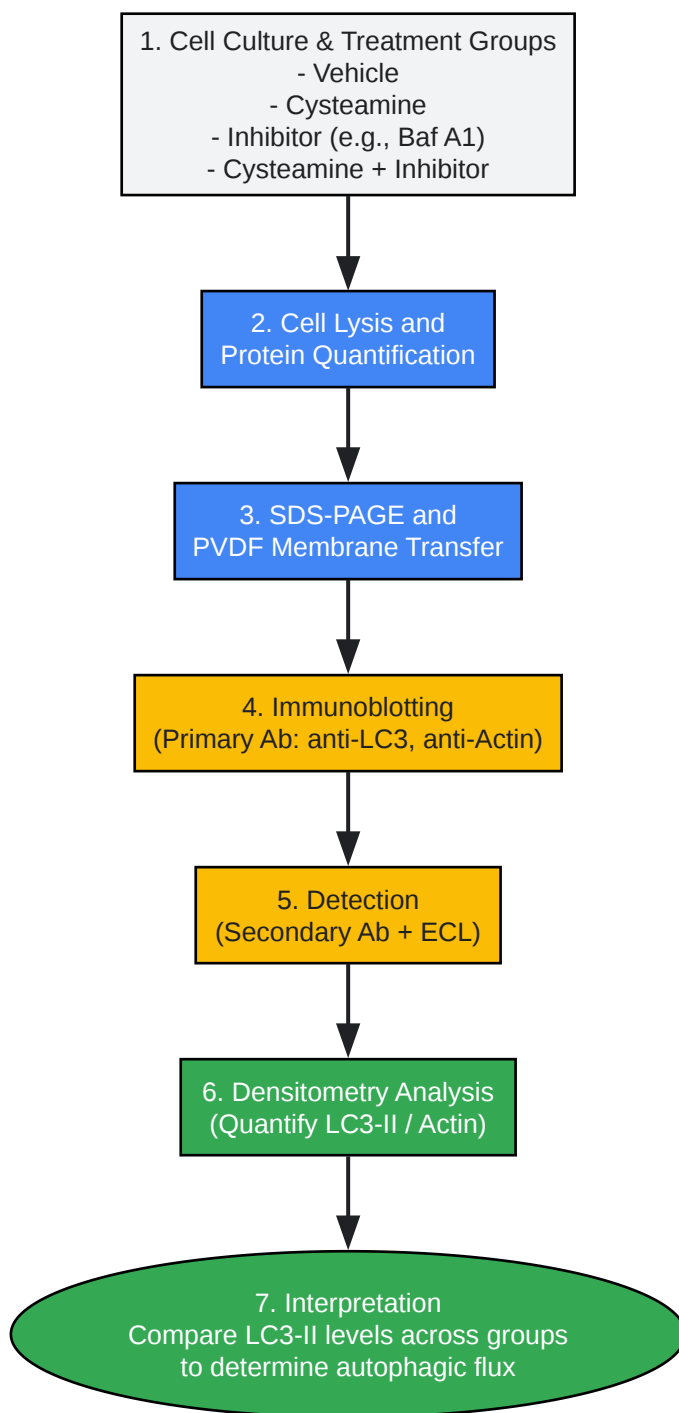 1. Cell Culture & Treatment Groups
- Vehicle
- Cysteamine
- Inhibitor (e.g., Baf A1)
- Cysteamine + Inhibitor
2. Cell Lysis and
Protein Quantification
3. SDS-PAGE and
PVDF Membrane Transfer
4. Immunoblotting
(Primary Ab: anti-LC3, anti-Actin)
5. Detection
(Secondary Ab + ECL)
6. Densitometry Analysis
(Quantify LC3-II / Actin)
7. Interpretation
Compare LC3-II levels across groups
to determine autophagic flux